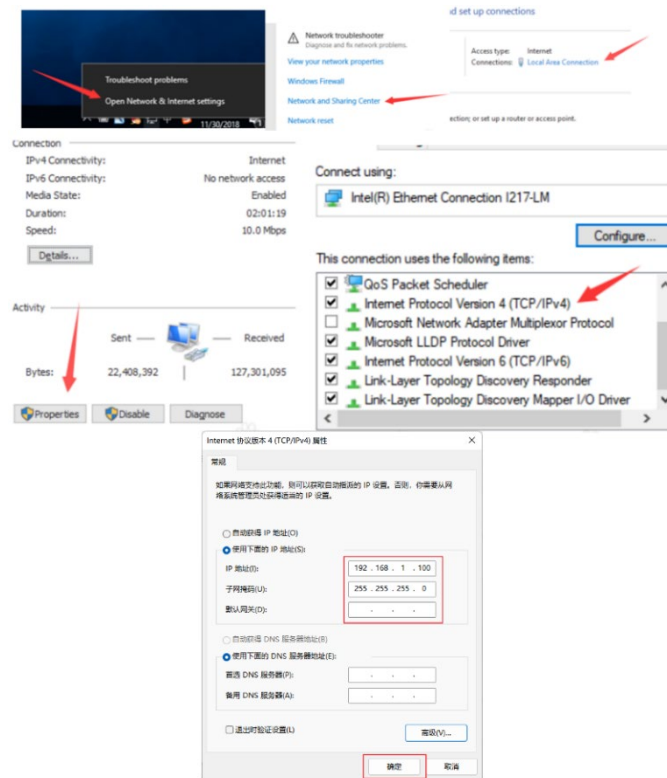 Troubleshoot problems
Open Network & Internet settings
11/30/2018
Network troubleshooter
Diagnose and fix network problems.
View your network properties
Windows Firewall
Network and Sharing Center
Network reset
nd set up connections
Access type: Internet
Connections: Local Area Connection
ection; or set up a router or access point.
Connection
IPv4 Connectivity: Internet
IPv6 Connectivity: No network access
Media State: Enabled
Duration: 02:01:19
Speed: 10.0 Mbps
Details...
Activity
Sent Received
Bytes: 22,408,392 127,301,095
Properties Disable Diagnose
Connect using:
Intel(R) Ethernet Connection I217-LM
Configure...
This connection uses the following items:
QoS Packet Scheduler
Internet Protocol Version 4 (TCP/IPv4)
Microsoft Network Adapter Multiplexor Protocol
Microsoft LLDP Protocol Driver
Internet Protocol Version 6 (TCP/IPv6)
Link-Layer Topology Discovery Responder
Link-Layer Topology Discovery Mapper I/O Driver
Internet 协议版本 4 (TCP/IPv4) 属性
常规
如果网络支持此功能，则可以获取自动指派的 IP 设置。否则，你需要从网
络系统管理员处获得适当的 IP 设置。
自动获得 IP 地址(O)
使用下面的 IP 地址(S):
IP 地址(I): 192 . 168 . 1 . 100
子网掩码(U): 255 . 255 . 255 . 0
默认网关(D): . . .
自动获得 DNS 服务器地址(B)
使用下面的 DNS 服务器地址(E):
首选 DNS 服务器(P): . . .
备用 DNS 服务器(A): . . .
退出时验证设置(L)
高级(V)...
确定 取消